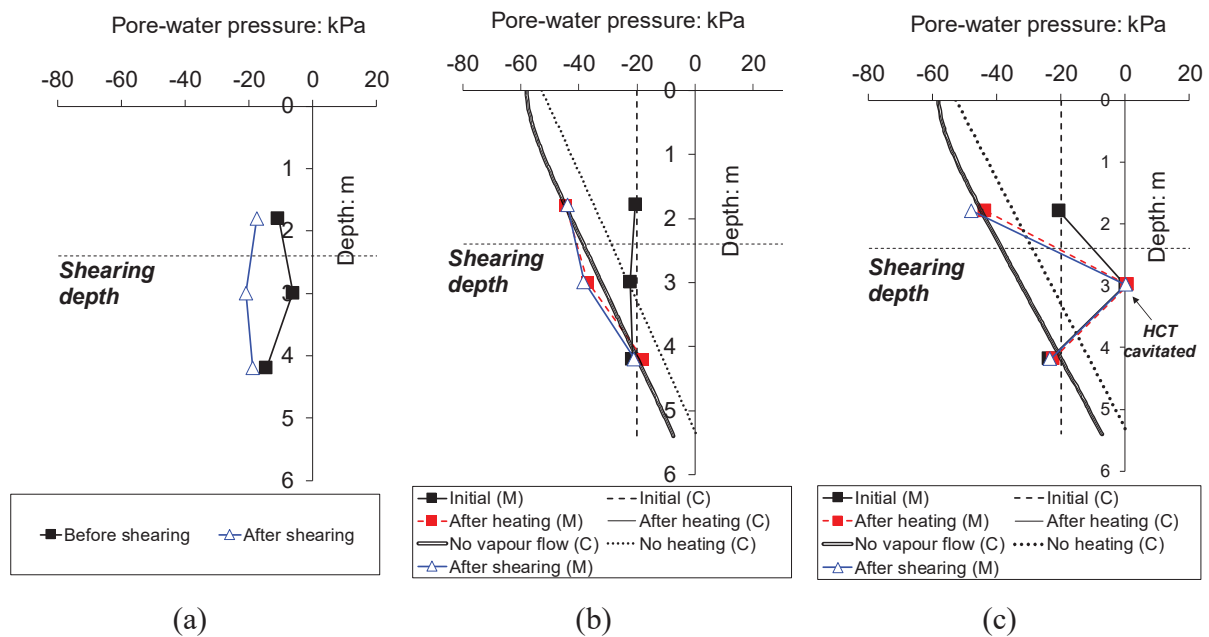 Pore-water pressure: kPa
-80 -60 -40 -20 0 20
0
1
2
3
4
5
6
Depth: m
Shearing
depth
Before shearing After shearing
(a)
Pore-water pressure: kPa
-80 -60 -40 -20 0 20
0
1
2
3
4
5
6
Depth: m
Shearing
depth
Initial (M) Initial (C)
After heating (M) After heating (C)
No vapour flow (C) No heating (C)
After shearing (M)
(b)
Pore-water pressure: kPa
-80 -60 -40 -20 0 20
0
1
2
3
4
5
6
Depth: m
Shearing
depth
HCT
cavitated
Initial (M) Initial (C)
After heating (M) After heating (C)
No vapour flow (C) No heating (C)
After shearing (M)
(c)